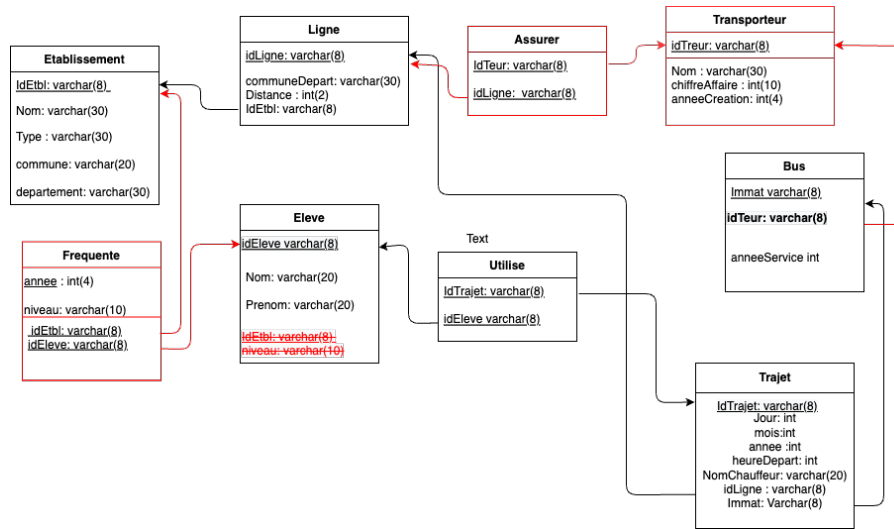 Etablissement
IdEtbl: varchar(8)
Nom: varchar(30)
Type : varchar(30)
commune: varchar(20)
departement: varchar(30)
Ligne
idLigne: varchar(8)
communeDepart: varchar(30)
Distance : int(2)
IdEtbl: varchar(8)
Assurer
IdTeur: varchar(8)
idLigne: varchar(8)
Transporteur
idTreur: varchar(8)
Nom : varchar(30)
chiffreAffaire : int(10)
anneeCreation: int(4)
Bus
Immat varchar(8)
idTeur: varchar(8)
anneeService int
Frequente
annee : int(4)
niveau: varchar(10)
idEtbl: varchar(8)
idEleve: varchar(8)
Eleve
idEleve varchar(8)
Nom: varchar(20)
Prenom: varchar(20)
IdEtbl: varchar(8)
niveau: varchar(10)
Text
Utilise
IdTrajet: varchar(8)
idEleve varchar(8)
Trajet
IdTrajet: varchar(8)
Jour: int
mois:int
annee :int
heureDepart: int
NomChauffeur: varchar(20)
idLigne : varchar(8)
Immat: Varchar(8)